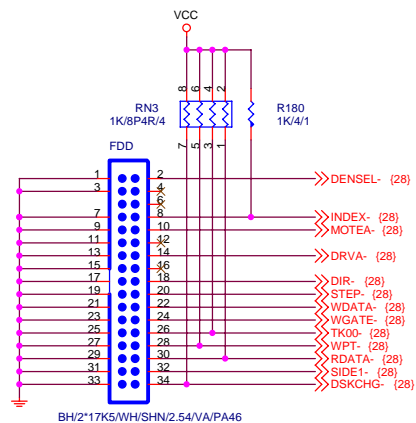 VCC
8 6 4 2
RN3
1K/8P4R/4
R180
1K/4/1
7 5 3 1
FDD
1 2 DENSEL- {28}
3 4
6
7 8 INDEX- {28}
9 10 MOTEA- {28}
11 12
13 14 DRVA- {28}
15 16
17 18 DIR- {28}
19 20 STEP- {28}
21 22 WDATA- {28}
23 24 WGATE- {28}
25 26 TK00- {28}
27 28 WPT- {28}
29 30 RDATA- {28}
31 32 SIDE1- {28}
33 34 DSKCHG- {28}
BH/2*17K5/WH/SHN/2.54/VA/PA46